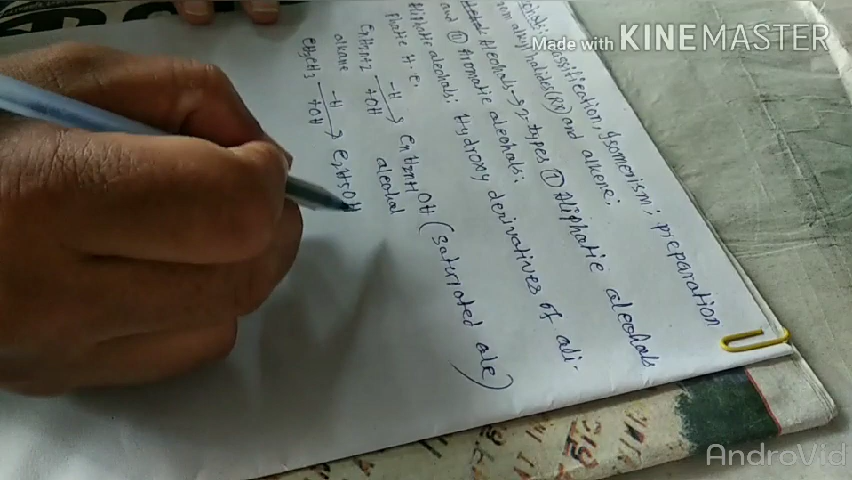 Made with KINEMASTER
classification, Isomerism; preparation
alkyl halides (RX) and alkene:
Alcohols → 2-types ① Aliphatic alcohols
and ② Aromatic alcohols:
Aliphatic alcohols: Hydroxy derivatives of ali-
phatic H.C.
CnH2n+2 -H +OH → CnH2n+1OH (saturated alc)
alkane alcohol
CH3CH3 -H +OH → C2H5OH
AndroVid